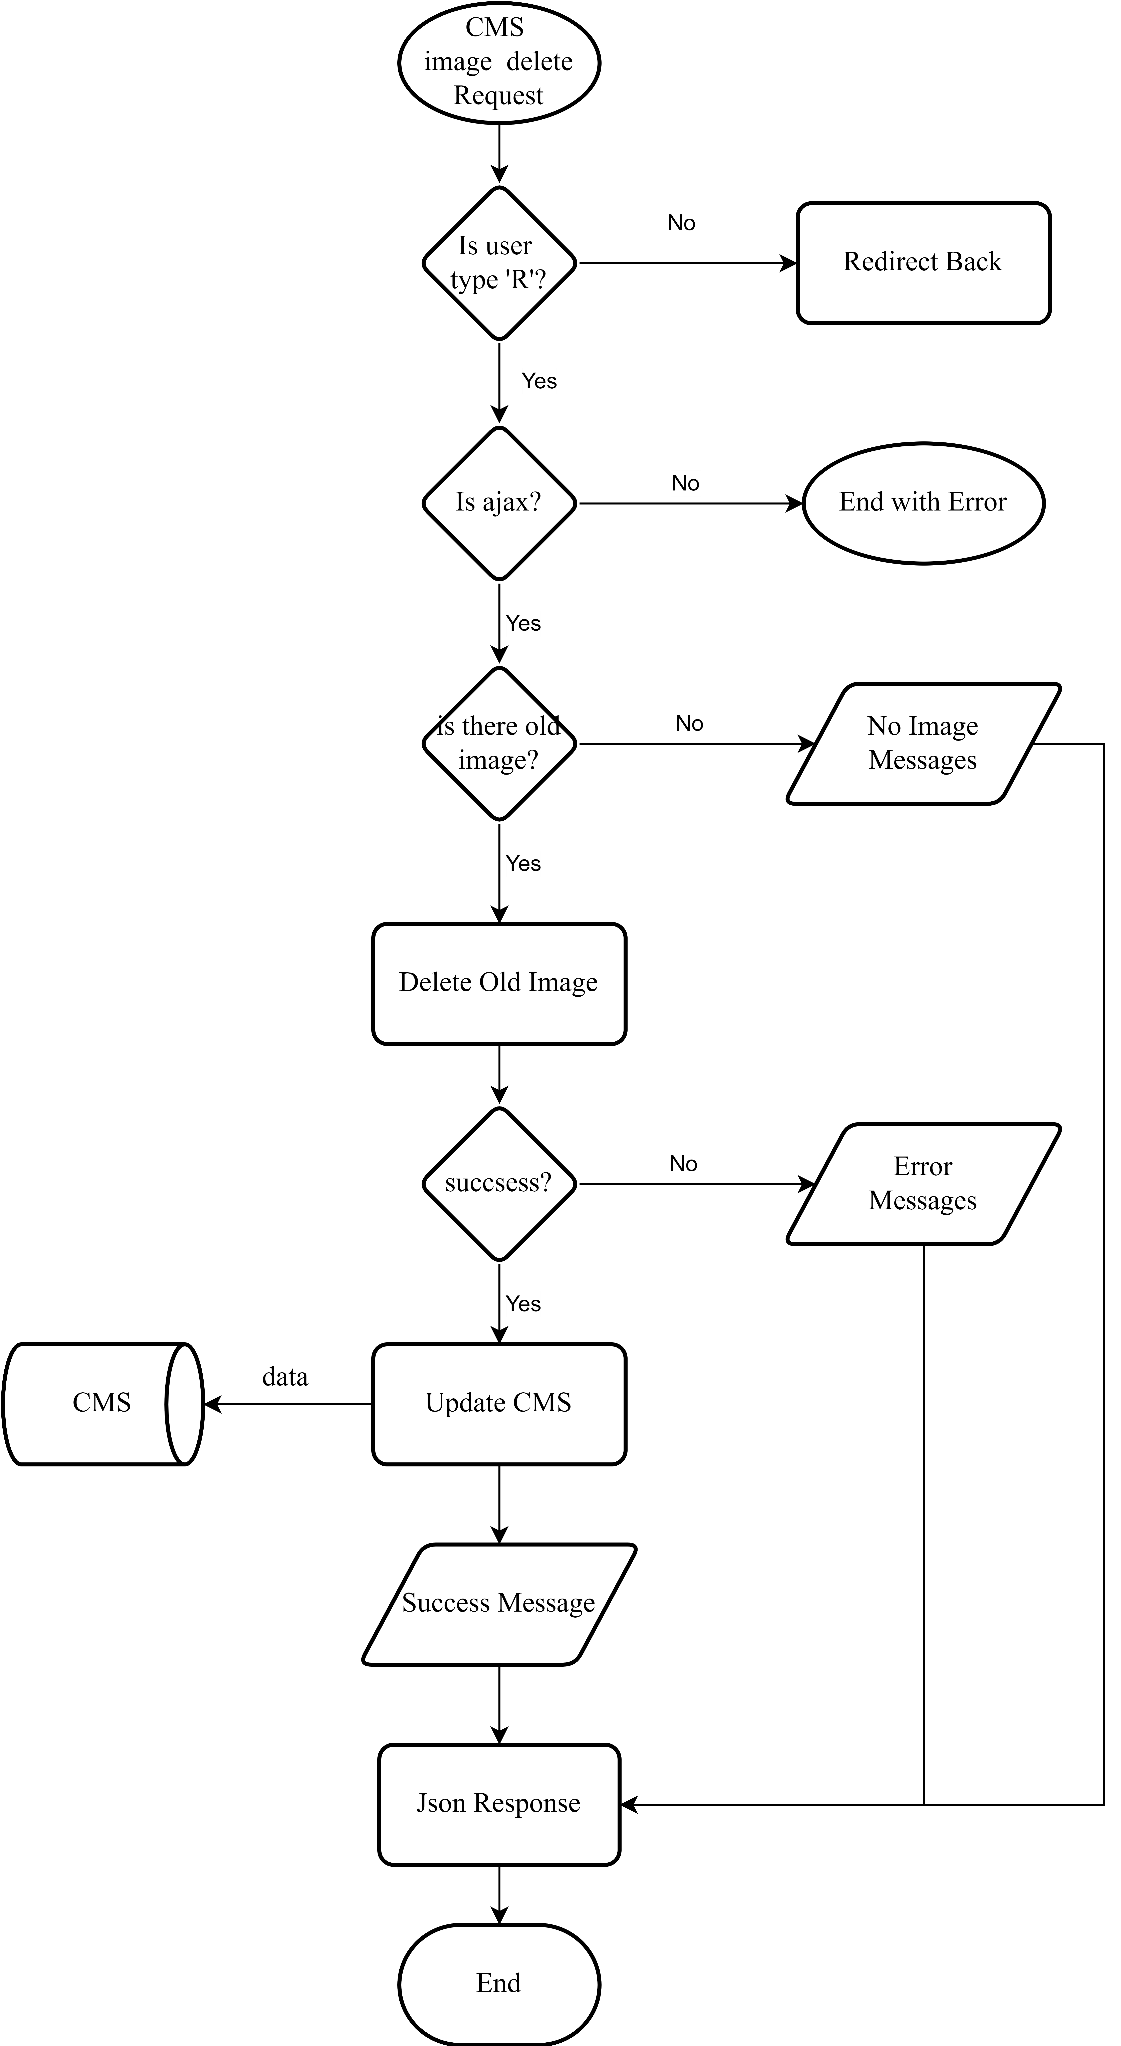 CMS
image  delete
Request
Is user
type 'R'?
No
Redirect Back
Yes
Is ajax?
No
End with Error
Yes
is there old
image?
No
No Image
Messages
Yes
Delete Old Image
succsess?
No
Error
Messages
Yes
CMS
data
Update CMS
Success Message
Json Response
End